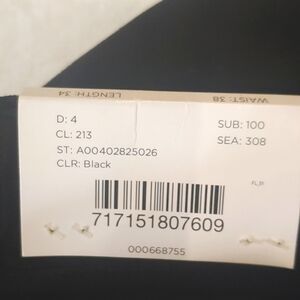 LENGTH: 34 WAIST: 38
D: 4
CL: 213
ST: A00402825026
CLR: Black
SUB: 100
SEA: 308
717151807609
000668755